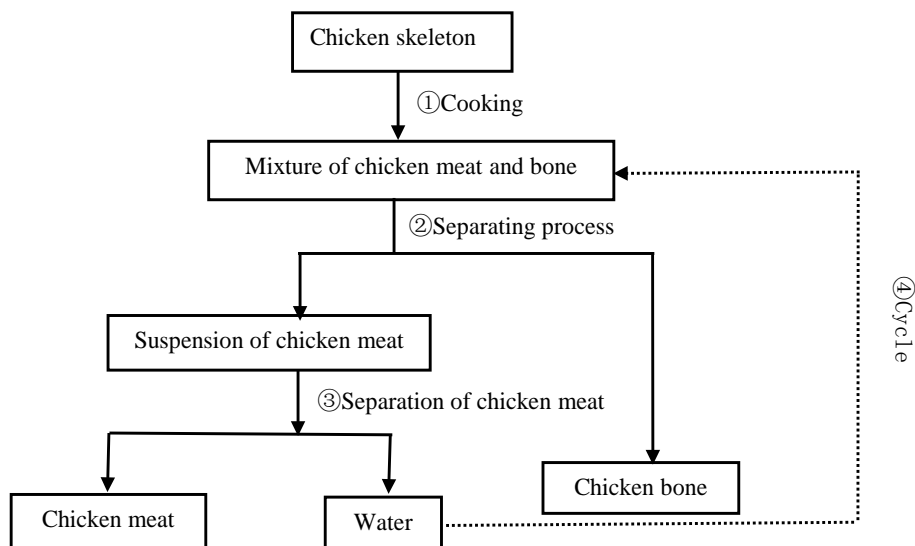 Chicken skeleton
①Cooking
Mixture of chicken meat and bone
②Separating process
④Cycle
Suspension of chicken meat
③Separation of chicken meat
Chicken bone
Chicken meat
Water